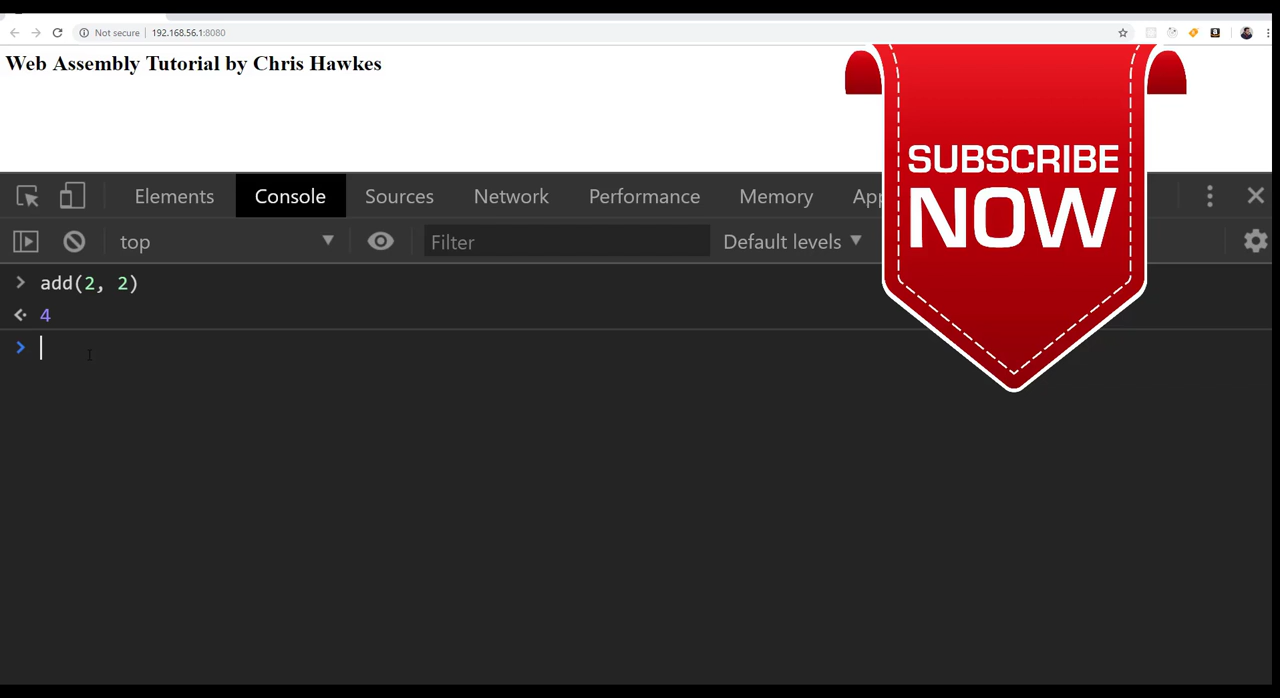 Not secure 192.168.56.1:8080
Web Assembly Tutorial by Chris Hawkes
SUBSCRIBE
NOW
Elements Console Sources Network Performance Memory App
top Filter Default levels
> add(2, 2)
4
>